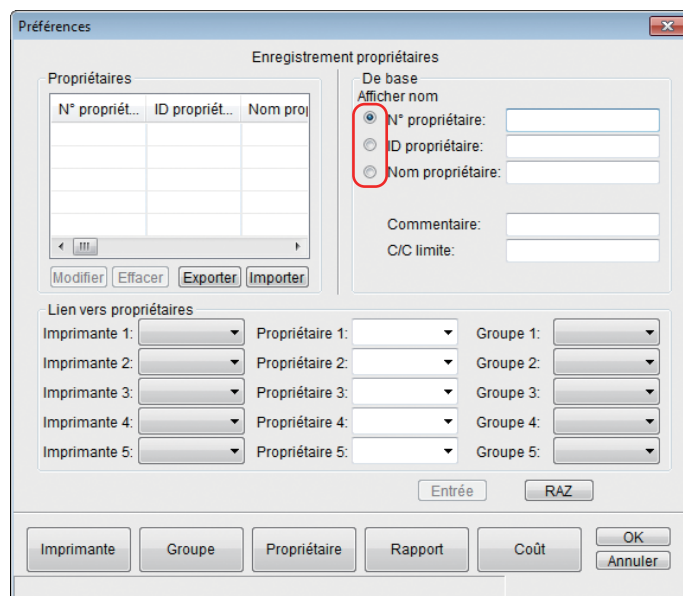 Préférences
Enregistrement propriétaires
Propriétaires
N° propriét... ID propriét... Nom prop
Modifier Effacer Exporter Importer
De base
Afficher nom
N° propriétaire:
ID propriétaire:
Nom propriétaire:
Commentaire:
C/C limite:
Lien vers propriétaires
Imprimante 1: Propriétaire 1: Groupe 1:
Imprimante 2: Propriétaire 2: Groupe 2:
Imprimante 3: Propriétaire 3: Groupe 3:
Imprimante 4: Propriétaire 4: Groupe 4:
Imprimante 5: Propriétaire 5: Groupe 5:
Entrée RAZ
Imprimante Groupe Propriétaire Rapport Coût
OK
Annuler